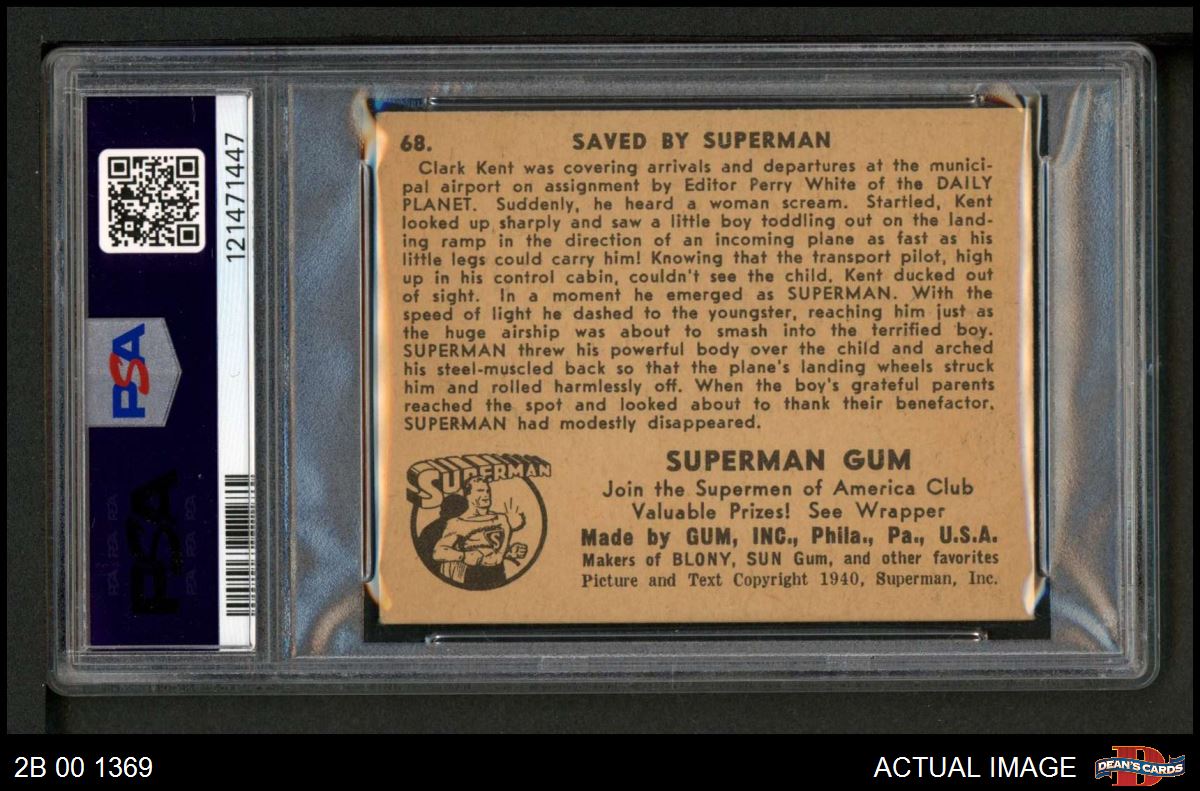 68.
SAVED BY SUPERMAN
Clark Kent was covering arrivals and departures at the munici-
pal airport on assignment by Editor Perry White of the DAILY
PLANET. Suddenly, he heard a woman scream. Startled, Kent
looked up sharply and saw a little boy toddling out on the land-
ing ramp in the direction of an incoming plane as fast as his
little legs could carry him! Knowing that the transport pilot, high
up in his control cabin, couldn't see the child, Kent ducked out
of sight. In a moment he emerged as SUPERMAN. With the
speed of light he dashed to the youngster, reaching him just as
the huge airship was about to smash into the terrified boy.
SUPERMAN threw his powerful body over the child and arched
his steel-muscled back so that the plane's landing wheels struck
him and rolled harmlessly off. When the boy's grateful parents
reached the spot and looked about to thank their benefactor,
SUPERMAN had modestly disappeared.
SUPERMAN
S
SUPERMAN GUM
Join the Supermen of America Club
Valuable Prizes! See Wrapper
Made by GUM, INC., Phila., Pa., U.S.A.
Makers of BLONY, SUN Gum, and other favorites
Picture and Text Copyright 1940, Superman, Inc.
121471447
PSA
PSA
PSA PSA PSA
PSA PSA
2B 00 1369
ACTUAL IMAGE
D
DEAN'S CARDS